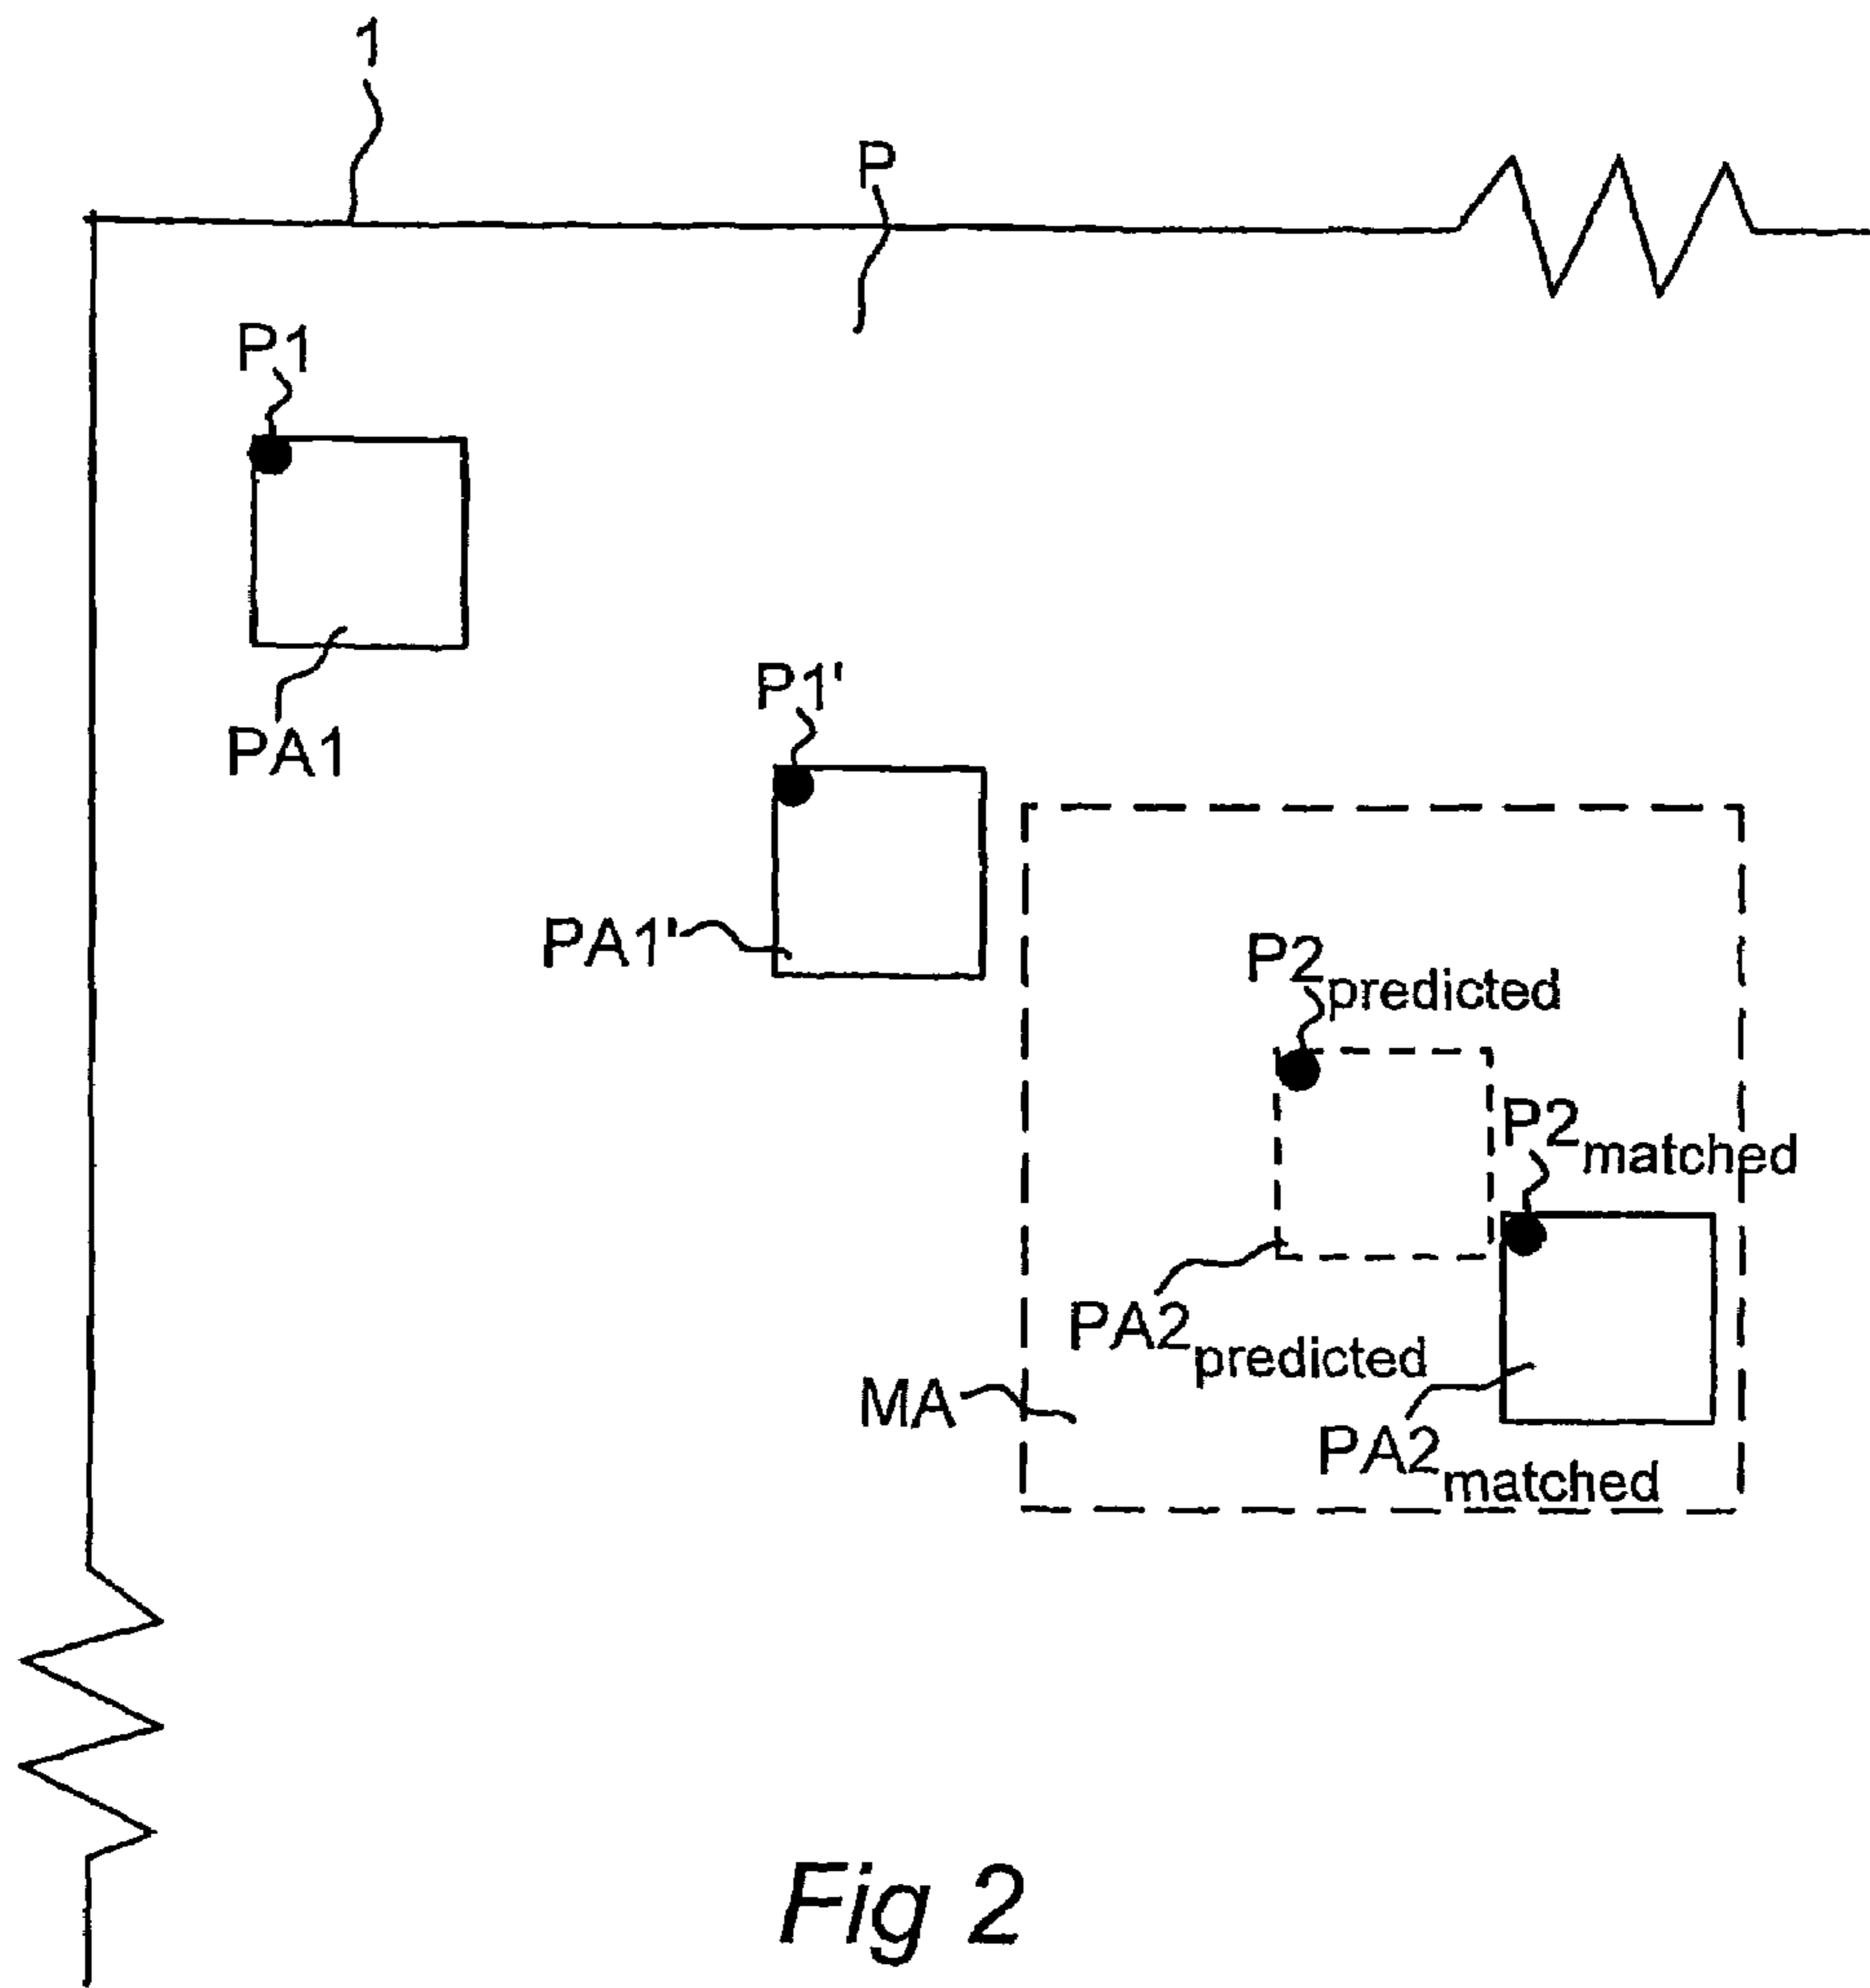 1
P
P1
PA1
P1'
PA1'
P2predicted
P2matched
PA2predicted
MA
PA2matched
Fig 2